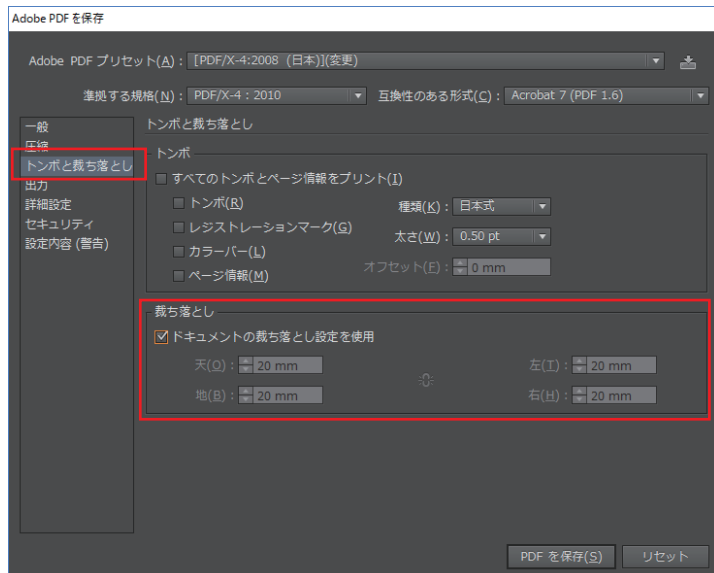 Adobe PDF を保存
Adobe PDF プリセット(A)： [PDF/X-4:2008 (日本)](変更)
準拠する規格(N)： PDF/X-4 : 2010 互換性のある形式(C)： Acrobat 7 (PDF 1.6)
一般
圧縮
トンボと裁ち落とし
出力
詳細設定
セキュリティ
設定内容 (警告)
トンボと裁ち落とし
トンボ
すべてのトンボとページ情報をプリント(I)
トンボ(R) 種類(K)： 日本式
レジストレーションマーク(G) 太さ(W)： 0.50 pt
カラーバー(L)
オフセット(F)： 0 mm
ページ情報(M)
裁ち落とし
ドキュメントの裁ち落とし設定を使用
天(O)： 20 mm 左(T)： 20 mm
地(B)： 20 mm 右(H)： 20 mm
PDF を保存(S) リセット